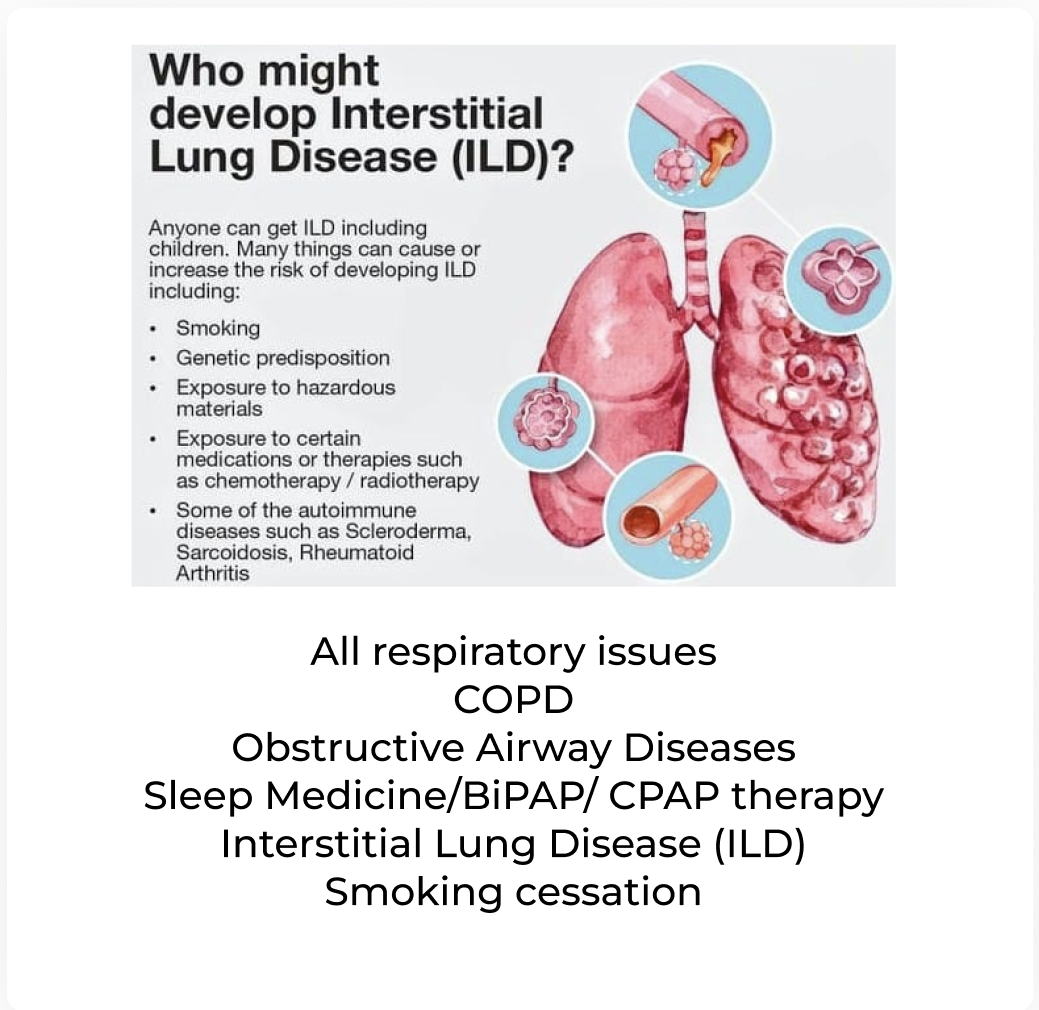 Who might
develop Interstitial
Lung Disease (ILD)?
Anyone can get ILD including
children. Many things can cause or
increase the risk of developing ILD
including:
• Smoking
• Genetic predisposition
• Exposure to hazardous
materials
• Exposure to certain
medications or therapies such
as chemotherapy / radiotherapy
• Some of the autoimmune
diseases such as Scleroderma,
Sarcoidosis, Rheumatoid
Arthritis
All respiratory issues
COPD
Obstructive Airway Diseases
Sleep Medicine/BiPAP/ CPAP therapy
Interstitial Lung Disease (ILD)
Smoking cessation